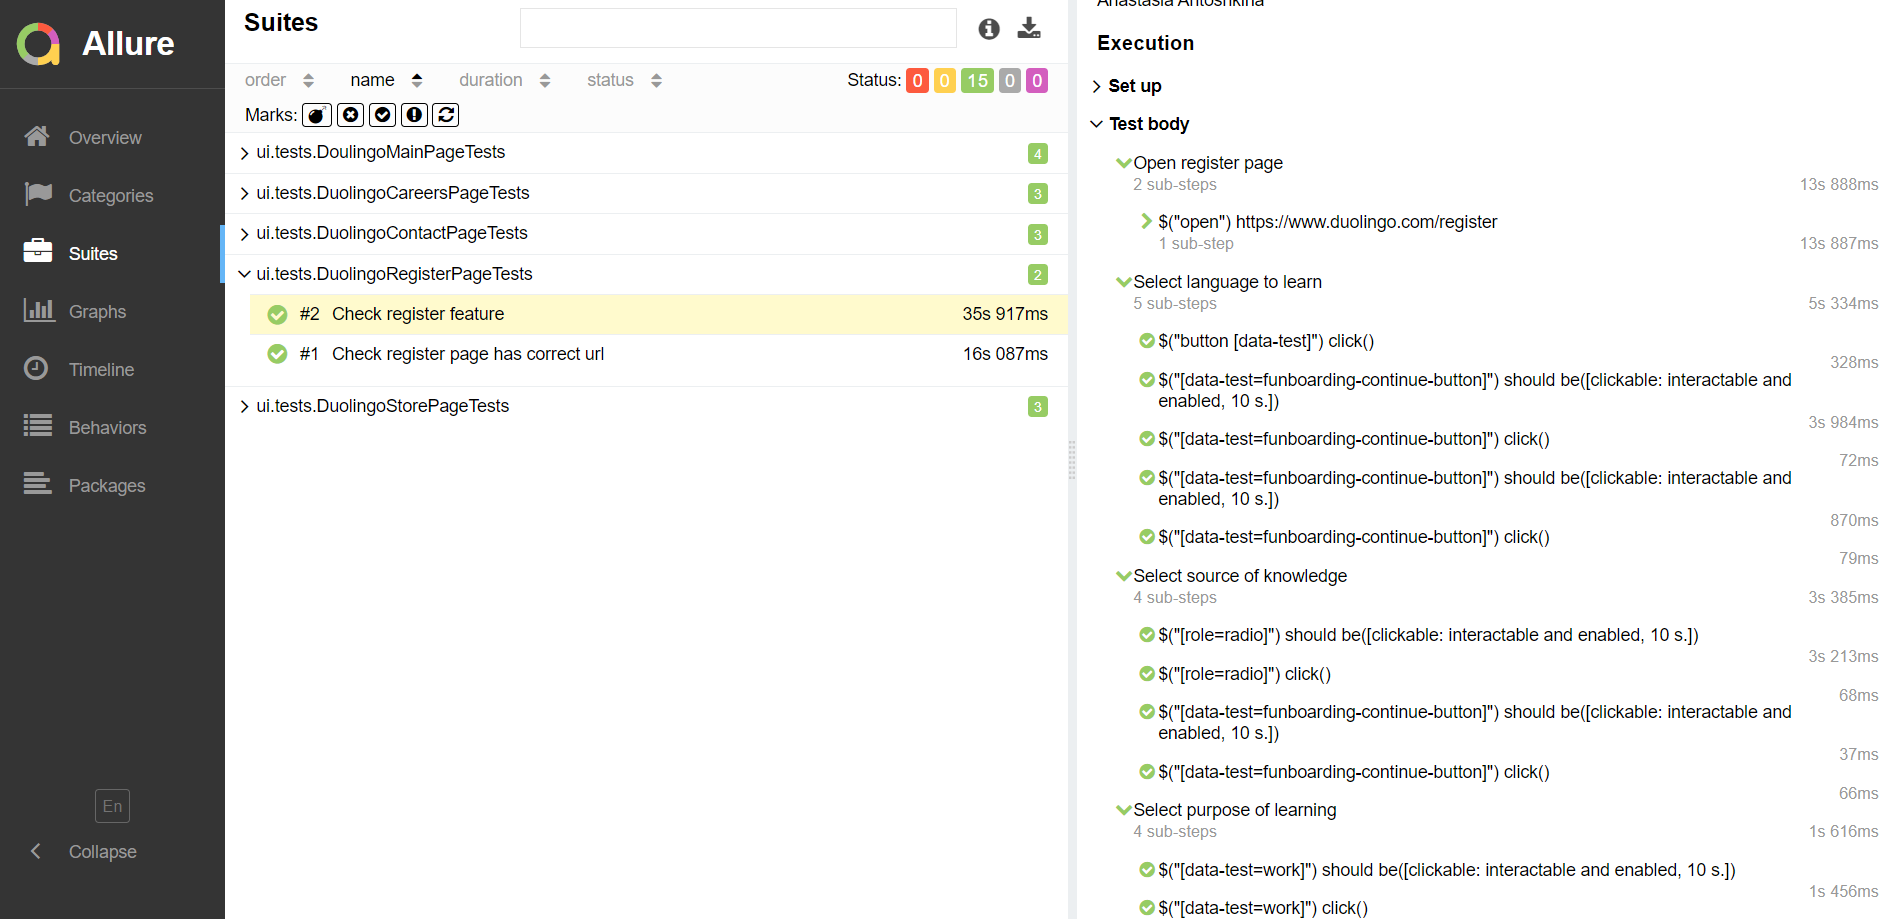 Allure
Overview
Categories
Suites
Graphs
Timeline
Behaviors
Packages
En
Collapse
Suites
order name duration status
Status: 0 0 15 0 0
Marks:
ui.tests.DoulingoMainPageTests 4
ui.tests.DuolingoCareersPageTests 3
ui.tests.DuolingoContactPageTests 3
ui.tests.DuolingoRegisterPageTests 2
#2 Check register feature 35s 917ms
#1 Check register page has correct url 16s 087ms
ui.tests.DuolingoStorePageTests 3
Anastasia Antoshkina
Execution
Set up
Test body
Open register page
2 sub-steps 13s 888ms
$("open") https://www.duolingo.com/register
1 sub-step 13s 887ms
Select language to learn
5 sub-steps 5s 334ms
$("button [data-test]") click()
328ms
$("[data-test=funboarding-continue-button]") should be([clickable: interactable and
enabled, 10 s.])
3s 984ms
$("[data-test=funboarding-continue-button]") click()
72ms
$("[data-test=funboarding-continue-button]") should be([clickable: interactable and
enabled, 10 s.])
870ms
$("[data-test=funboarding-continue-button]") click()
79ms
Select source of knowledge
4 sub-steps 3s 385ms
$("[role=radio]") should be([clickable: interactable and enabled, 10 s.])
3s 213ms
$("[role=radio]") click()
68ms
$("[data-test=funboarding-continue-button]") should be([clickable: interactable and
enabled, 10 s.])
37ms
$("[data-test=funboarding-continue-button]") click()
66ms
Select purpose of learning
4 sub-steps 1s 616ms
$("[data-test=work]") should be([clickable: interactable and enabled, 10 s.])
1s 456ms
$("[data-test=work]") click()